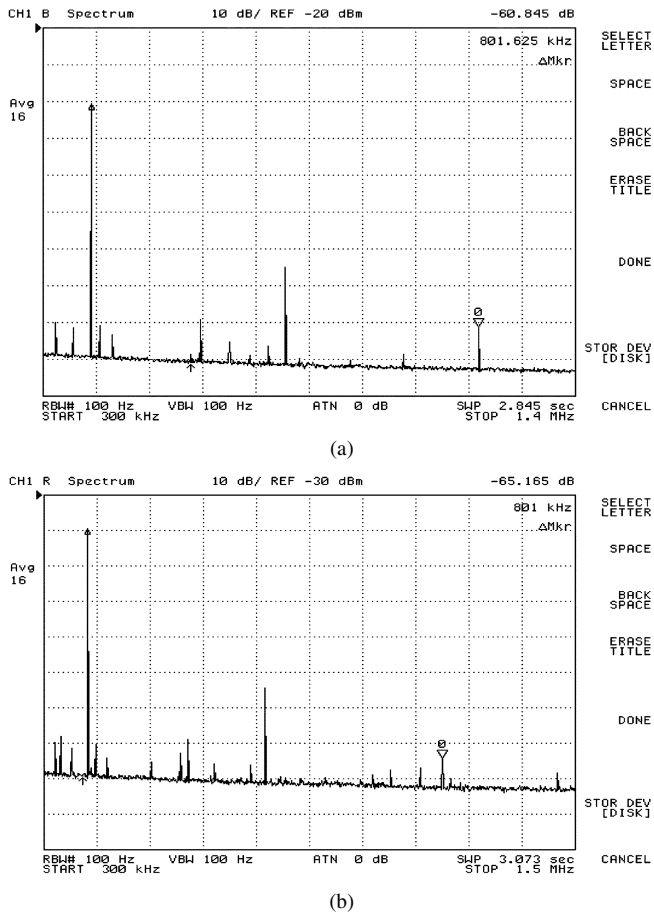 CH1 B Spectrum 10 dB/ REF -20 dBm -60.845 dB
801.625 kHz
△Mkr
Avg
16
0
SELECT
LETTER
SPACE
BACK
SPACE
ERASE
TITLE
DONE
STOR DEV
[DISK]
CANCEL
RBW# 100 Hz VBW 100 Hz ATN 0 dB SWP 2.845 sec
START 300 kHz STOP 1.4 MHz
(a)
CH1 R Spectrum 10 dB/ REF -30 dBm -65.165 dB
801 kHz
△Mkr
Avg
16
0
SELECT
LETTER
SPACE
BACK
SPACE
ERASE
TITLE
DONE
STOR DEV
[DISK]
CANCEL
RBW# 100 Hz VBW 100 Hz ATN 0 dB SWP 3.073 sec
START 300 kHz STOP 1.5 MHz
(b)